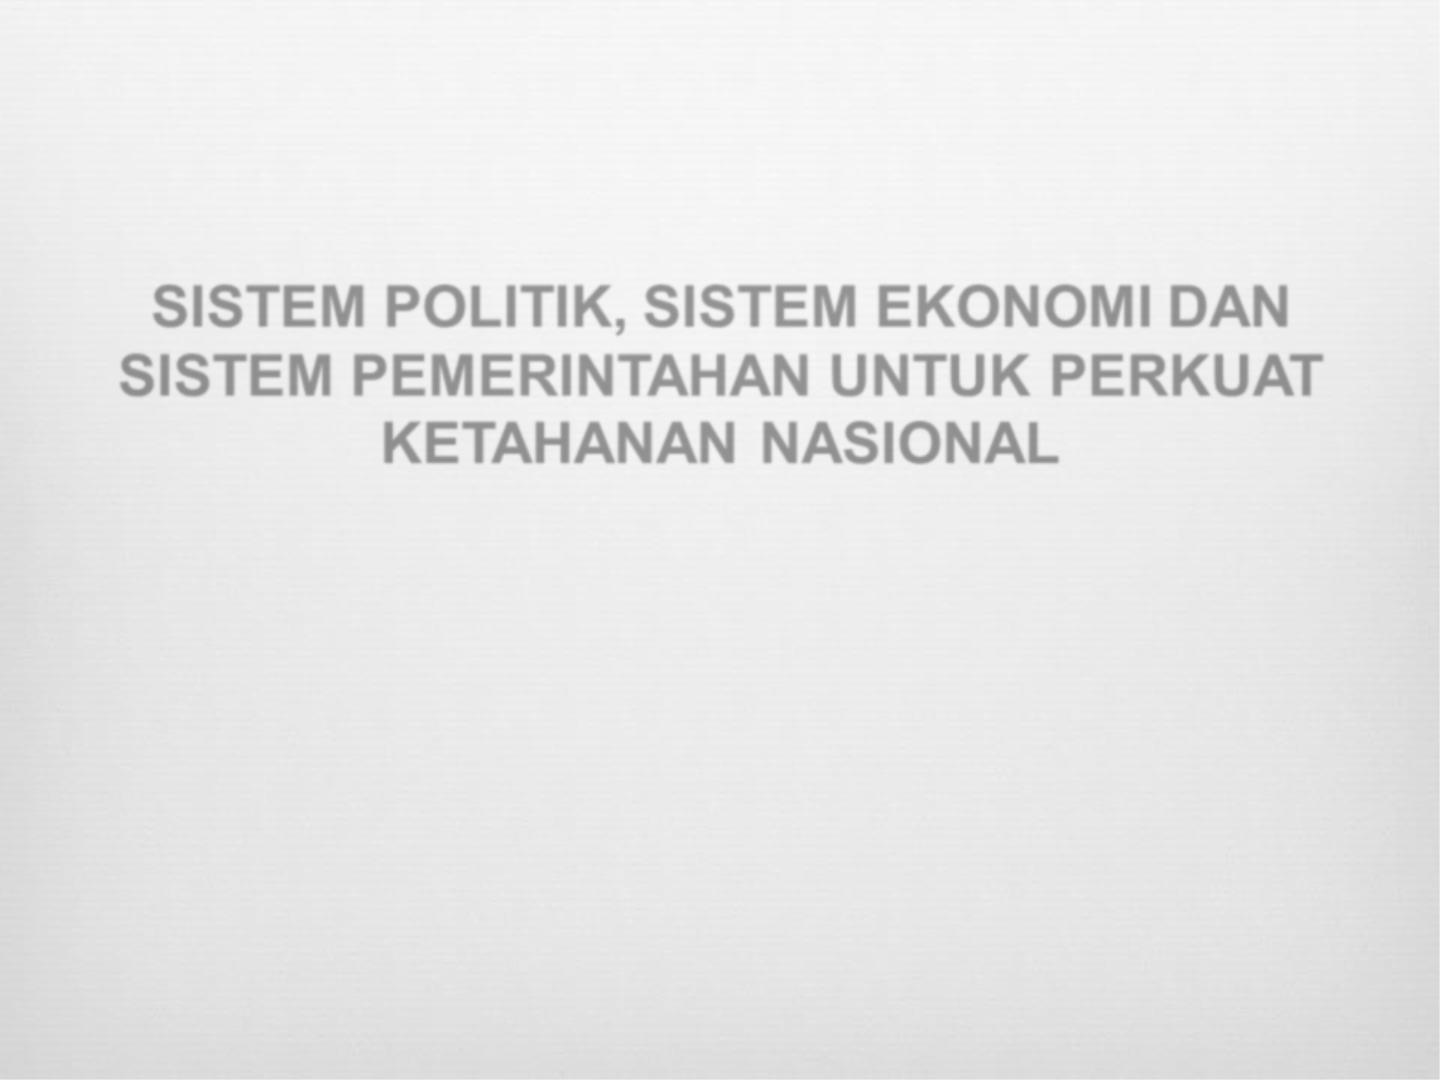 SISTEM POLITIK, SISTEM EKONOMI DAN
SISTEM PEMERINTAHAN UNTUK PERKUAT
KETAHANAN NASIONAL